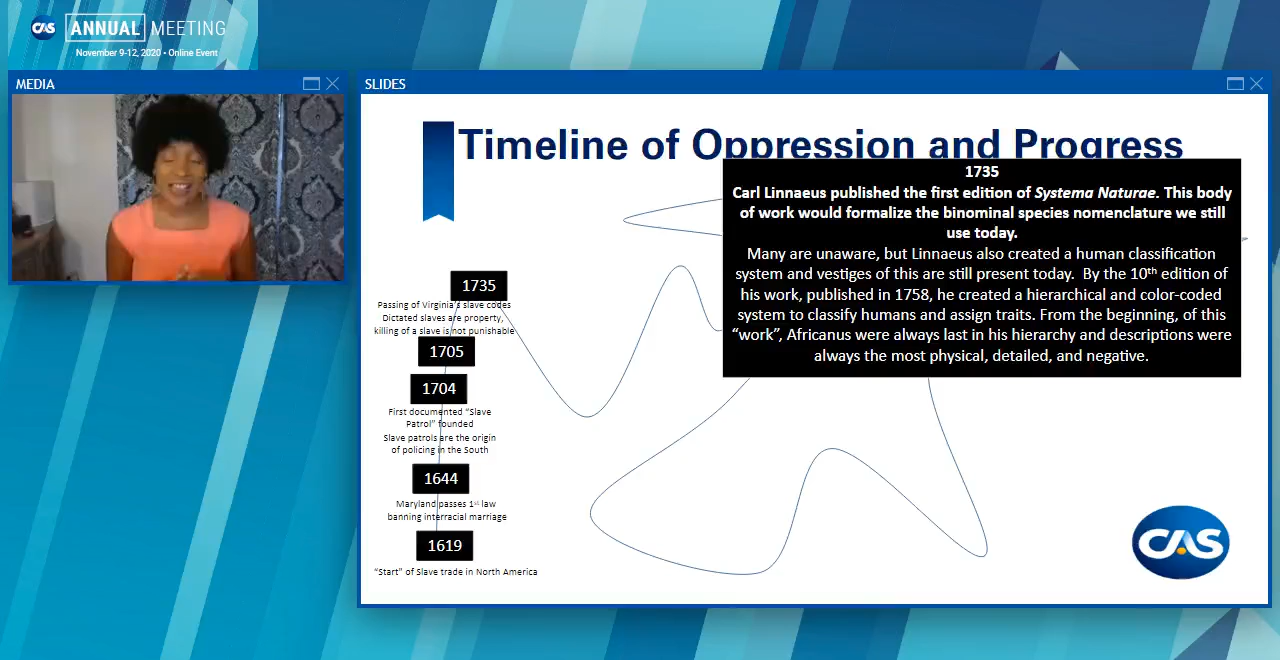 CAS ANNUAL MEETING
November 9-12, 2020 • Online Event
MEDIA
SLIDES
Timeline of Oppression and Progress
1735
Carl Linnaeus published the first edition of Systema Naturae. This body
of work would formalize the binominal species nomenclature we still
use today.
Many are unaware, but Linnaeus also created a human classification
system and vestiges of this are still present today. By the 10th edition of
his work, published in 1758, he created a hierarchical and color-coded
system to classify humans and assign traits. From the beginning, of this
“work”, Africanus were always last in his hierarchy and descriptions were
always the most physical, detailed, and negative.
1735
Passing of Virginia’s slave codes
Dictated slaves are property,
killing of a slave is not punishable
1705
1704
First documented “Slave
Patrol” founded
Slave patrols are the origin
of policing in the South
1644
Maryland passes 1st law
banning interracial marriage
1619
“Start” of Slave trade in North America
CAS